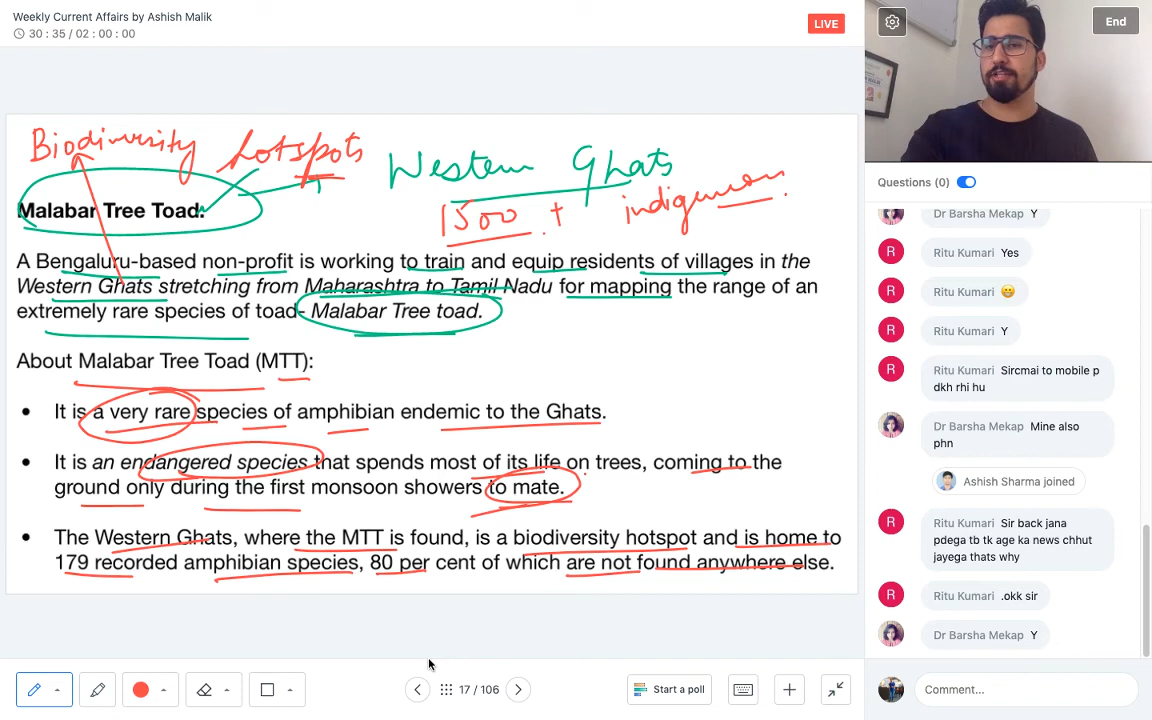 Weekly Current Affairs by Ashish Malik
30 : 35 / 02 : 00 : 00
LIVE
End
Biodiversity hotspots
Western Ghats
1500 + indigenous.
Malabar Tree Toad:
A Bengaluru-based non-profit is working to train and equip residents of villages in the
Western Ghats stretching from Maharashtra to Tamil Nadu for mapping the range of an
extremely rare species of toad- Malabar Tree toad.
About Malabar Tree Toad (MTT):
• It is a very rare species of amphibian endemic to the Ghats.
• It is an endangered species that spends most of its life on trees, coming to the
ground only during the first monsoon showers to mate.
• The Western Ghats, where the MTT is found, is a biodiversity hotspot and is home to
179 recorded amphibian species, 80 per cent of which are not found anywhere else.
17 / 106
Start a poll
Questions (0)
Dr Barsha Mekap Y
R Ritu Kumari Yes
R Ritu Kumari 😀
R Ritu Kumari Y
R Ritu Kumari Sircmai to mobile p
dkh rhi hu
Dr Barsha Mekap Mine also
phn
Ashish Sharma joined
R Ritu Kumari Sir back jana
pdega tb tk age ka news chhut
jayega thats why
R Ritu Kumari .okk sir
Dr Barsha Mekap Y
Comment...